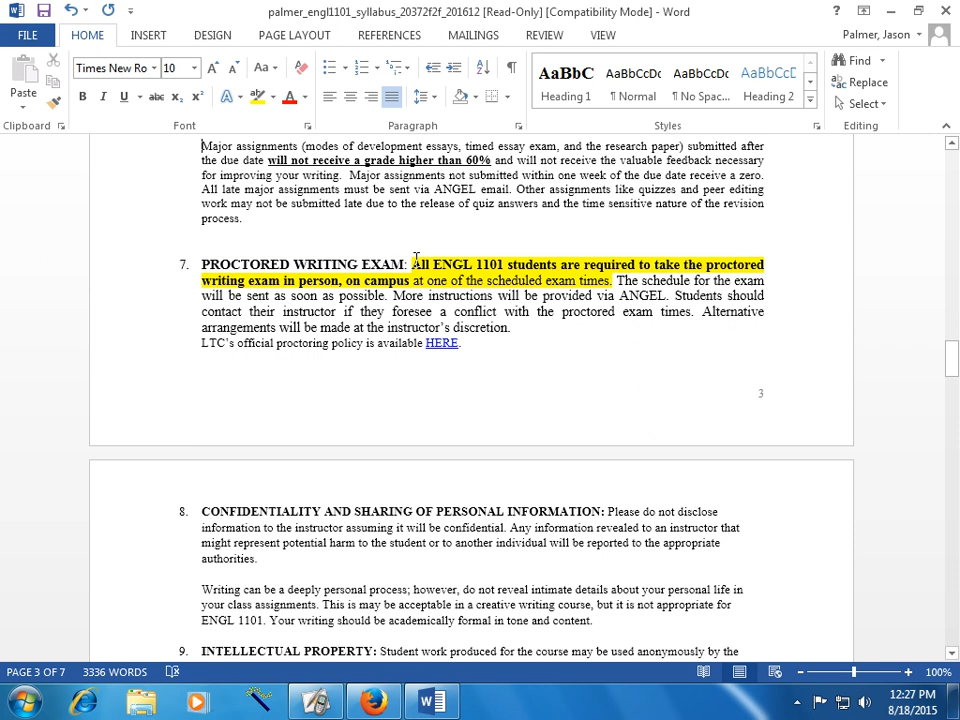 palmer_engl1101_syllabus_20372f2f_201612 [Read-Only] [Compatibility Mode] - Word
FILE HOME INSERT DESIGN PAGE LAYOUT REFERENCES MAILINGS REVIEW VIEW Palmer, Jason
Times New Ro 10 Aa AaBbC AaBbCcDc AaBbCcDc AaBbCcD Find
Replace
Paste B I U abc x₂ x² A A Heading 1 ¶ Normal ¶ No Spac... Heading 2 Select
Clipboard Font Paragraph Styles Editing
Major assignments (modes of development essays, timed essay exam, and the research paper) submitted after
the due date will not receive a grade higher than 60% and will not receive the valuable feedback necessary
for improving your writing. Major assignments not submitted within one week of the due date receive a zero.
All late major assignments must be sent via ANGEL email. Other assignments like quizzes and peer editing
work may not be submitted late due to the release of quiz answers and the time sensitive nature of the revision
process.
7. PROCTORED WRITING EXAM: All ENGL 1101 students are required to take the proctored
writing exam in person, on campus at one of the scheduled exam times. The schedule for the exam
will be sent as soon as possible. More instructions will be provided via ANGEL. Students should
contact their instructor if they foresee a conflict with the proctored exam times. Alternative
arrangements will be made at the instructor's discretion.
LTC's official proctoring policy is available HERE.
3
8. CONFIDENTIALITY AND SHARING OF PERSONAL INFORMATION: Please do not disclose
information to the instructor assuming it will be confidential. Any information revealed to an instructor that
might represent potential harm to the student or to another individual will be reported to the appropriate
authorities.
Writing can be a deeply personal process; however, do not reveal intimate details about your personal life in
your class assignments. This is may be acceptable in a creative writing course, but it is not appropriate for
ENGL 1101. Your writing should be academically formal in tone and content.
9. INTELLECTUAL PROPERTY: Student work produced for the course may be used anonymously by the
PAGE 3 OF 7 3336 WORDS 100%
12:27 PM
8/18/2015